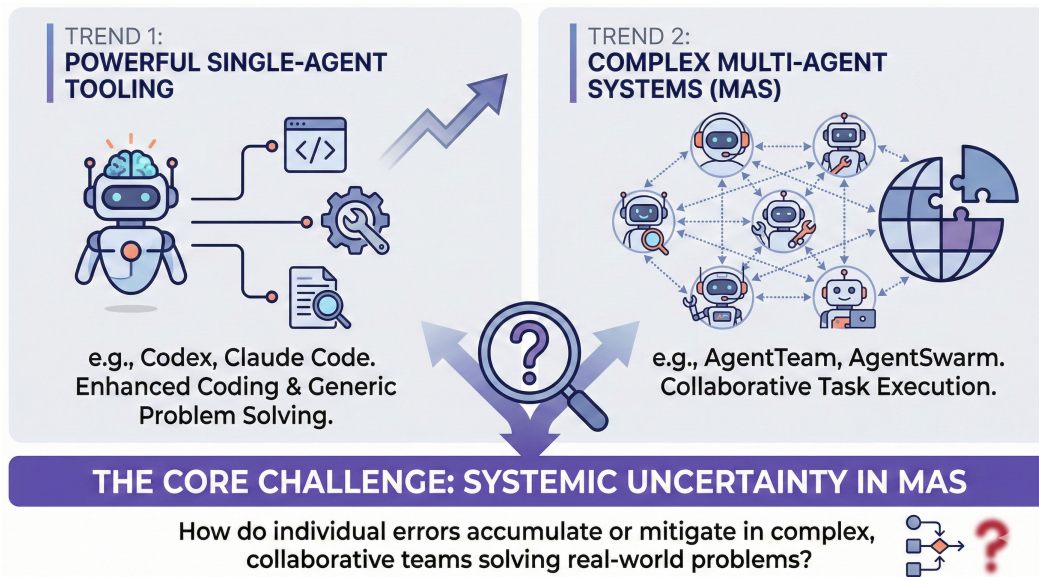 TREND 1:
POWERFUL SINGLE-AGENT
TOOLING
</>
e.g., Codex, Claude Code.
Enhanced Coding & Generic
Problem Solving.
TREND 2:
COMPLEX MULTI-AGENT
SYSTEMS (MAS)
e.g., AgentTeam, AgentSwarm.
Collaborative Task Execution.
?
THE CORE CHALLENGE: SYSTEMIC UNCERTAINTY IN MAS
How do individual errors accumulate or mitigate in complex,
collaborative teams solving real-world problems?
?